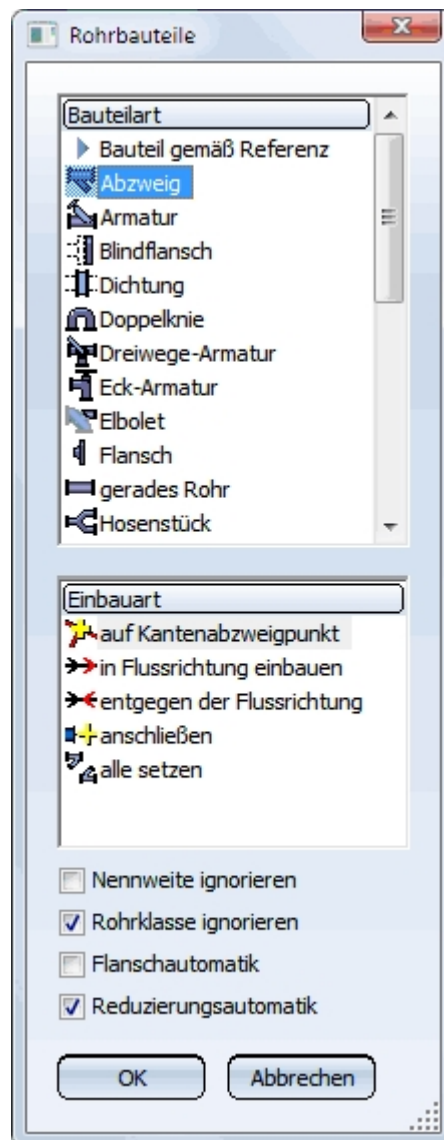 Rohrbauteile
Bauteilart
Bauteil gemäß Referenz
Abzweig
Armatur
Blindflansch
Dichtung
Doppelknie
Dreiwege-Armatur
Eck-Armatur
Elbolet
Flansch
gerades Rohr
Hosenstück
Einbauart
auf Kantenabzweigpunkt
in Flussrichtung einbauen
entgegen der Flussrichtung
anschließen
alle setzen
Nennweite ignorieren
Rohrklasse ignorieren
Flanschautomatik
Reduzierungsautomatik
OK Abbrechen